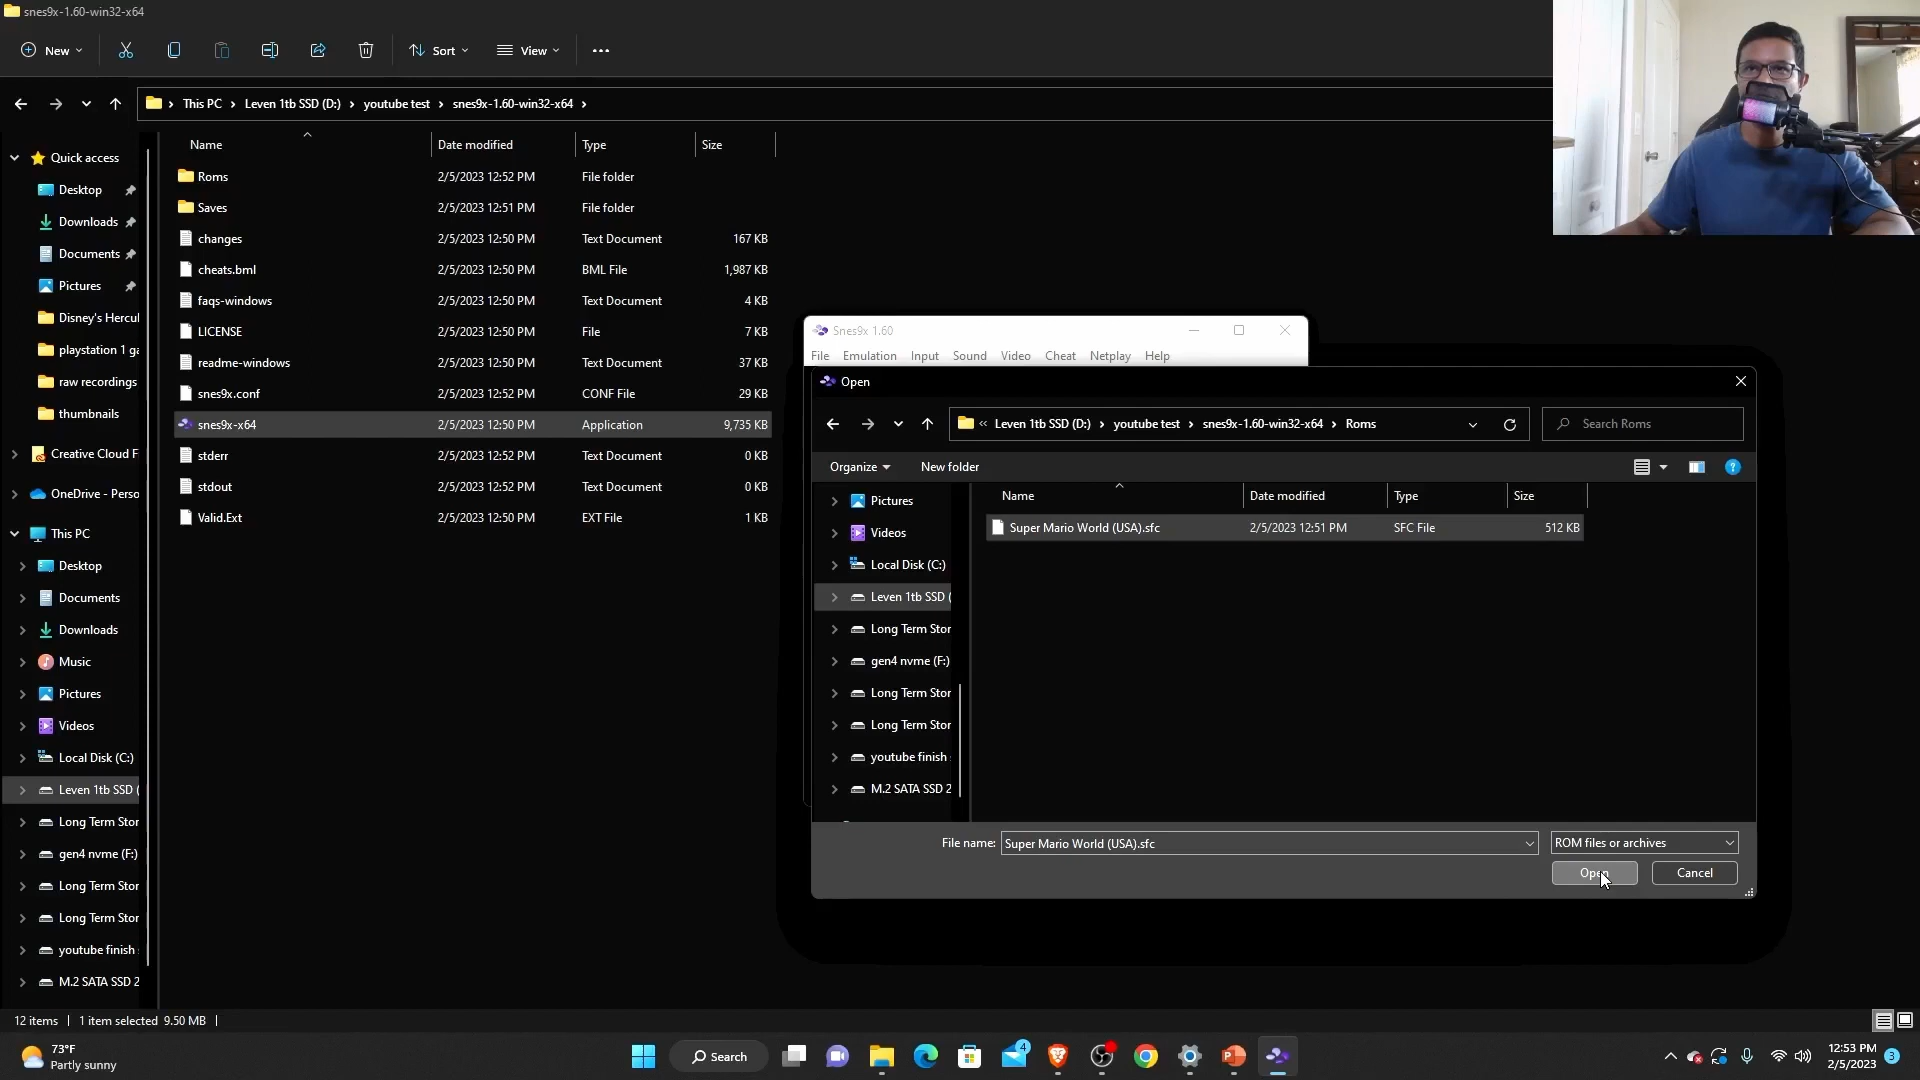 snes9x-1.60-win32-x64
New
Sort
View
This PC > Leven 1tb SSD (D:) > youtube test > snes9x-1.60-win32-x64 >
Name Date modified Type Size
Roms 2/5/2023 12:52 PM File folder
Saves 2/5/2023 12:51 PM File folder
changes 2/5/2023 12:50 PM Text Document 167 KB
cheats.bml 2/5/2023 12:50 PM BML File 1,987 KB
faqs-windows 2/5/2023 12:50 PM Text Document 4 KB
LICENSE 2/5/2023 12:50 PM File 7 KB
readme-windows 2/5/2023 12:50 PM Text Document 37 KB
snes9x.conf 2/5/2023 12:50 PM CONF File 29 KB
snes9x-x64 2/5/2023 12:50 PM Application 9,735 KB
stderr 2/5/2023 12:52 PM Text Document 0 KB
stdout 2/5/2023 12:52 PM Text Document 0 KB
Valid.Ext 2/5/2023 12:50 PM EXT File 1 KB
Quick access
Desktop
Downloads
Documents
Pictures
Disney's Hercul
playstation 1 ga
raw recordings
thumbnails
Creative Cloud F
OneDrive - Perso
This PC
Desktop
Documents
Downloads
Music
Pictures
Videos
Local Disk (C:)
Leven 1tb SSD (
Long Term Stor
gen4 nvme (F:)
Long Term Stor
Long Term Stor
youtube finish
M.2 SATA SSD 2
Snes9x 1.60
File Emulation Input Sound Video Cheat Netplay Help
Open
« Leven 1tb SSD (D:) > youtube test > snes9x-1.60-win32-x64 > Roms
Search Roms
Organize New folder
?
Pictures
Videos
Local Disk (C:)
Leven 1tb SSD (
Long Term Stor
gen4 nvme (F:)
Long Term Stor
Long Term Stor
youtube finish
M.2 SATA SSD 2
Name Date modified Type Size
Super Mario World (USA).sfc 2/5/2023 12:51 PM SFC File 512 KB
File name: Super Mario World (USA).sfc
ROM files or archives
Open Cancel
12 items 1 item selected 9.50 MB
73°F
Partly sunny
Search
4
12:53 PM
2/5/2023
3